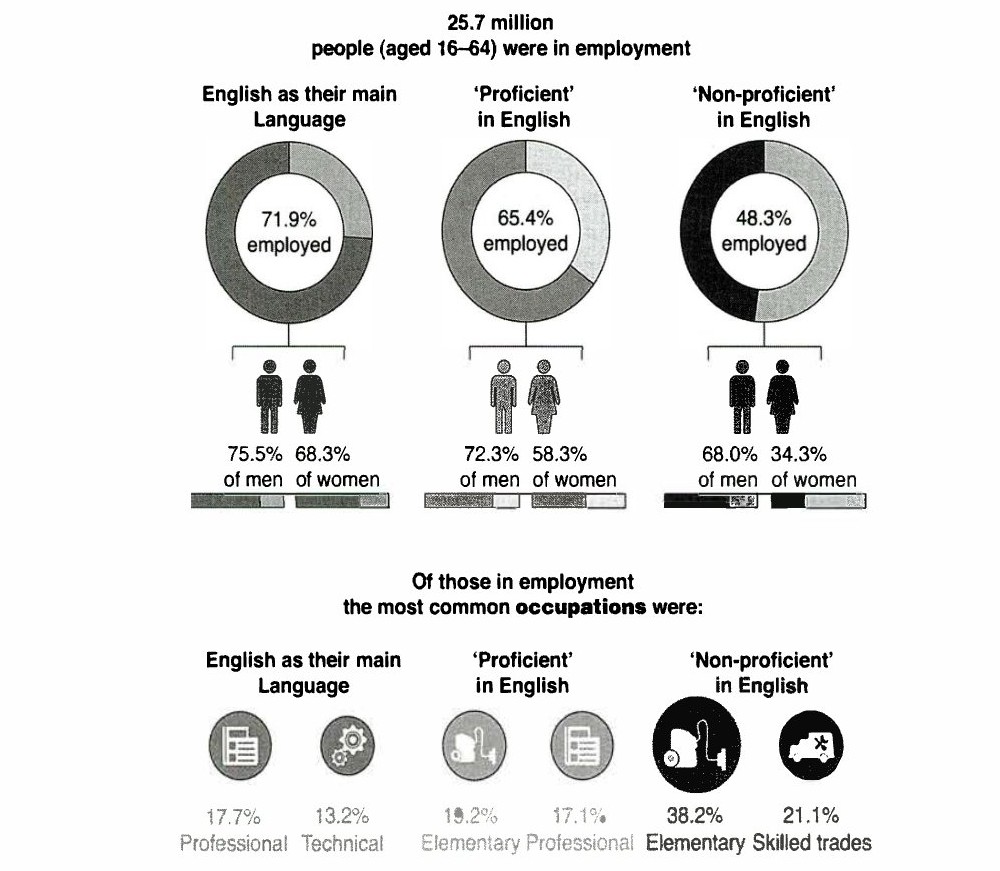 25.7 million
people (aged 16–64) were in employment
English as their main
Language
'Proficient'
in English
'Non-proficient'
in English
71.9%
employed
65.4%
employed
48.3%
employed
75.5% 68.3%
of men of women
72.3% 58.3%
of men of women
68.0% 34.3%
of men of women
Of those in employment
the most common occupations were:
English as their main
Language
'Proficient'
in English
'Non-proficient'
in English
17.7% 13.2%
Professional Technical
19.2% 17.1%
Elementary Professional
38.2% 21.1%
Elementary Skilled trades